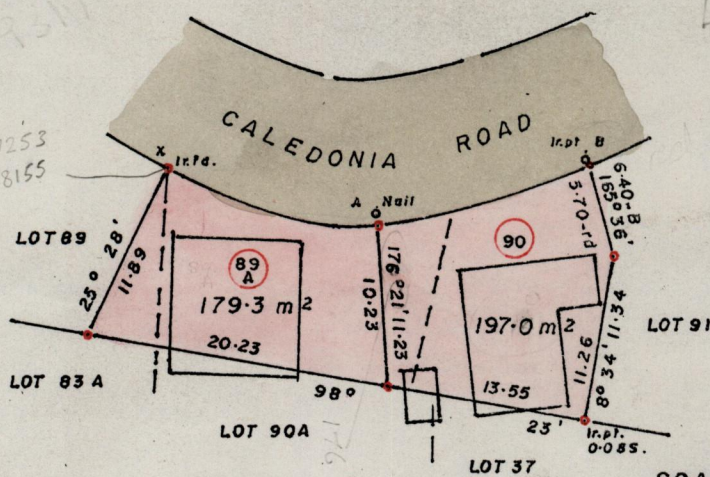 CALEDONIA ROAD
253
8155
X
Ir.Fd.
A
Nail
Ir.pt B
6.40-B
165° 36'
5.70-rd
LOT 89
25° 28'
11.89
89
A
179.3 m2
20.23
176° 21' 11.23
10.23
90
197.0 m2
13.55
11.26
8° 34' 11.34
LOT 91
LOT 83 A
98°
23'
Ir.pt.
0.08S.
LOT 90A
176
LOT 37